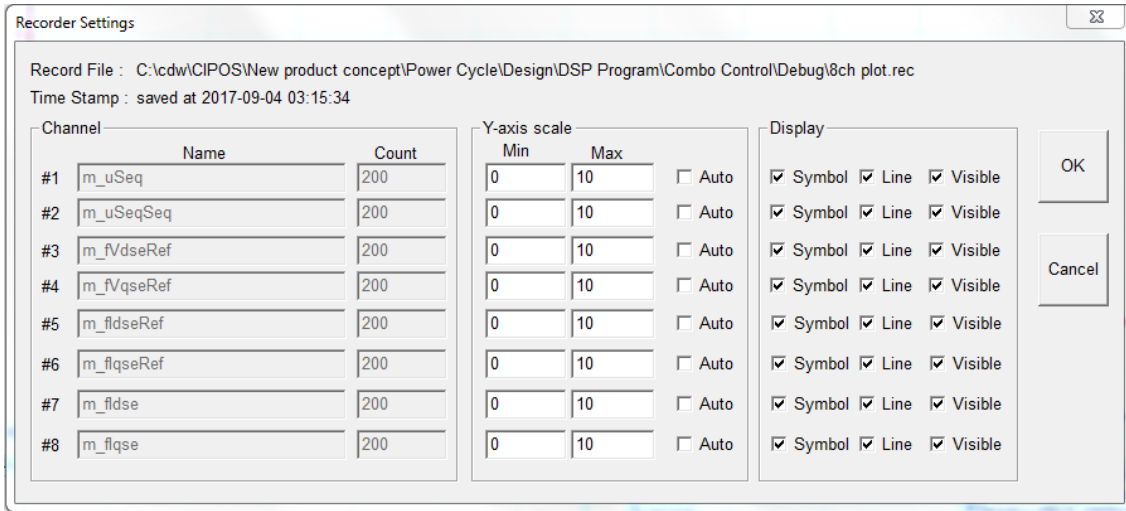 Recorder Settings
Record File : C:\cdw\CIPOS\New product concept\Power Cycle\Design\DSP Program\Combo Control\Debug\8ch plot.rec
Time Stamp : saved at 2017-09-04 03:15:34
Channel Y-axis scale Display
Name Count Min Max
#1 m_uSeq 200 0 10 Auto Symbol Line Visible OK
#2 m_uSeqSeq 200 0 10 Auto Symbol Line Visible
#3 m_fVdseRef 200 0 10 Auto Symbol Line Visible
#4 m_fVqseRef 200 0 10 Auto Symbol Line Visible Cancel
#5 m_fIdseRef 200 0 10 Auto Symbol Line Visible
#6 m_fIqseRef 200 0 10 Auto Symbol Line Visible
#7 m_fIdse 200 0 10 Auto Symbol Line Visible
#8 m_fIqse 200 0 10 Auto Symbol Line Visible